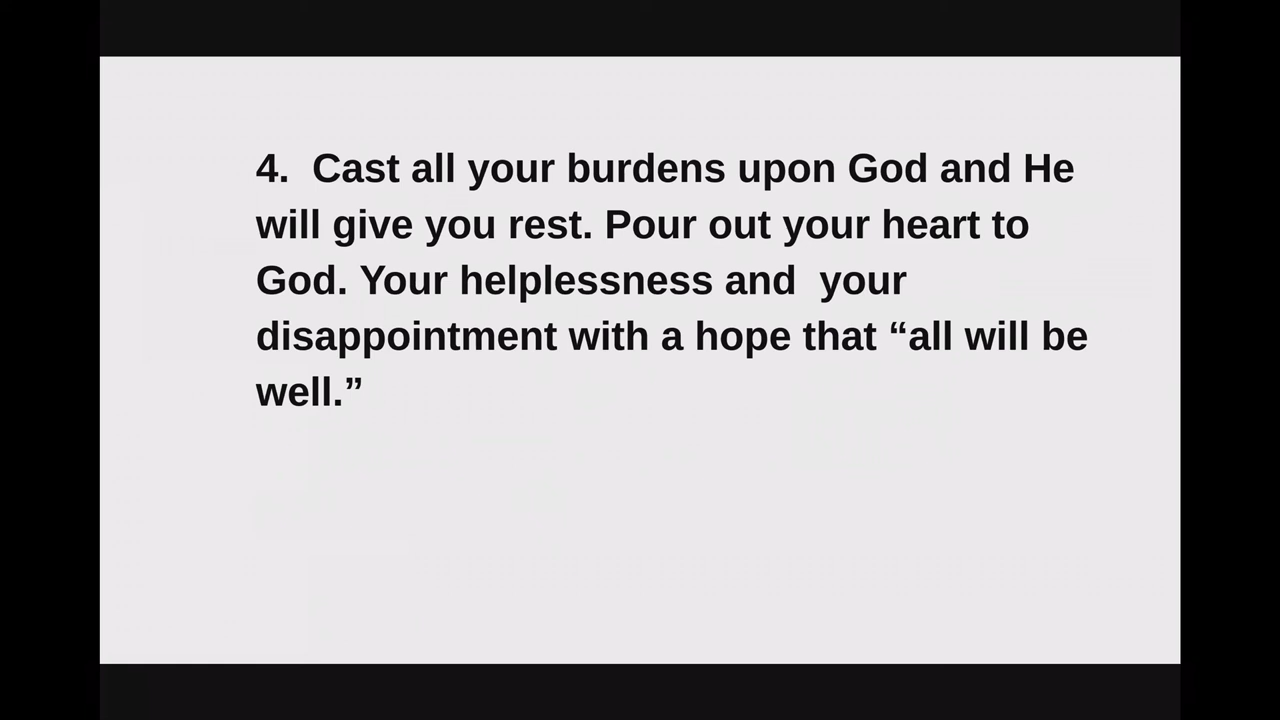 4.  Cast all your burdens upon God and He
will give you rest. Pour out your heart to
God. Your helplessness and  your
disappointment with a hope that “all will be
well.”